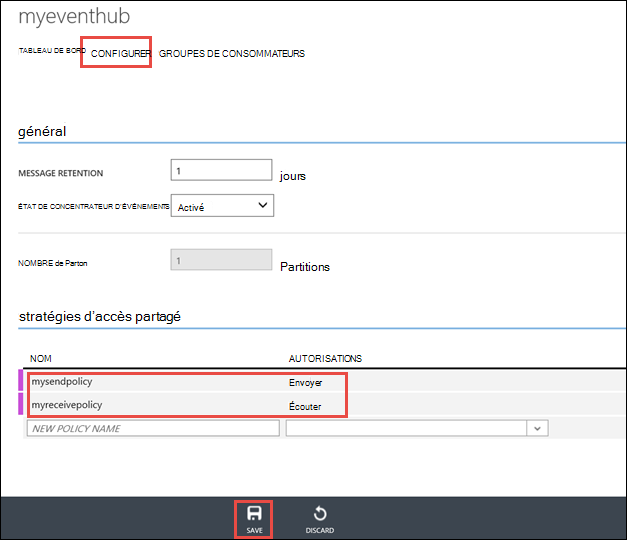 myeventhub
TABLEAU DE BORD CONFIGURER GROUPES DE CONSOMMATEURS
général
MESSAGE RETENTION 1 jours
ÉTAT DE CONCENTRATEUR D'ÉVÉNEMENTS Activé
NOMBRE de Parton 1 Partitions
stratégies d'accès partagé
NOM AUTORISATIONS
mysendpolicy Envoyer
myreceivepolicy Écouter
NEW POLICY NAME
SAVE DISCARD